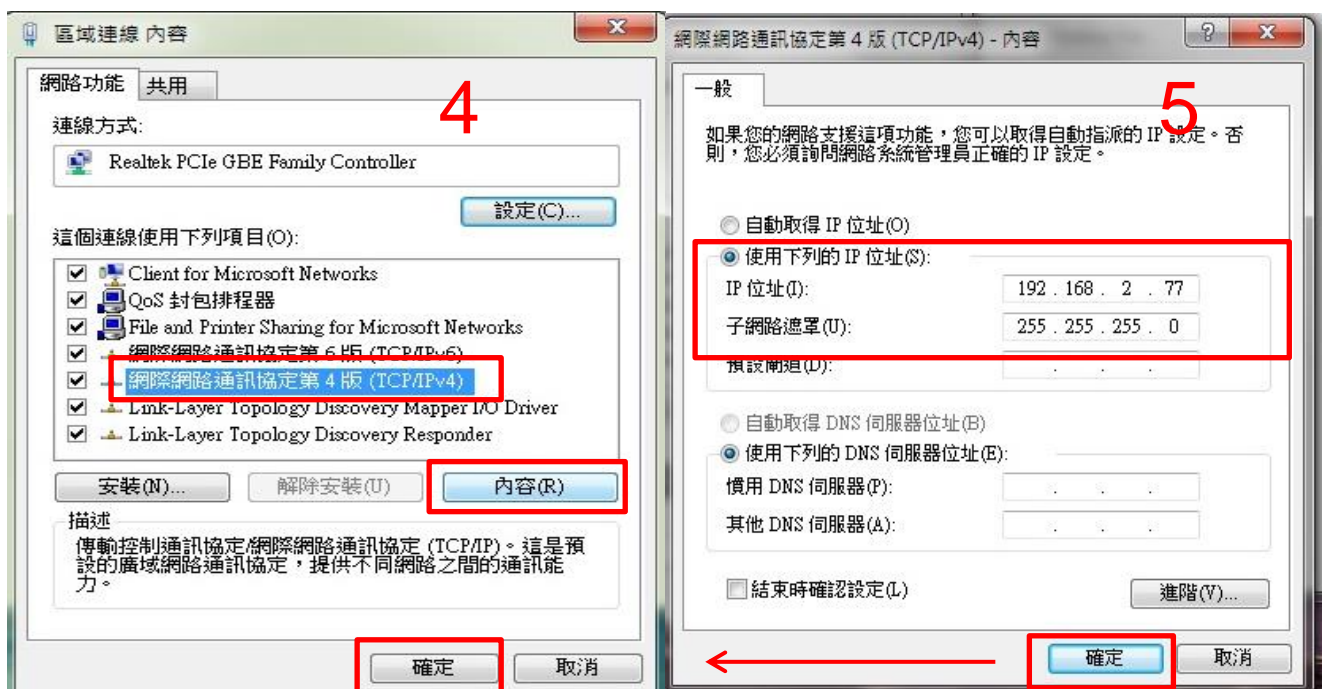 區域連線 內容
網路功能
共用
4
連線方式:
Realtek PCIe GBE Family Controller
設定(C)...
這個連線使用下列項目(O):
Client for Microsoft Networks
QoS 封包排程器
File and Printer Sharing for Microsoft Networks
網際網路通訊協定第 6 版 (TCP/IPv6)
網際網路通訊協定第 4 版 (TCP/IPv4)
Link-Layer Topology Discovery Mapper I/O Driver
Link-Layer Topology Discovery Responder
安裝(N)...
解除安裝(U)
內容(R)
描述
傳輸控制通訊協定/網際網路通訊協定 (TCP/IP)。這是預
設的廣域網路通訊協定,提供不同網路之間的通訊能
力。
確定
取消
網際網路通訊協定第 4 版 (TCP/IPv4) - 內容
一般
5
如果您的網路支援這項功能,您可以取得自動指派的 IP 設定。否
則,您必須詢問網路系統管理員正確的 IP 設定。
自動取得 IP 位址(O)
使用下列的 IP 位址(S):
IP 位址(I):
192 . 168 . 2 . 77
子網路遮罩(U):
255 . 255 . 255 . 0
預設閘道(D):
. . .
自動取得 DNS 伺服器位址(B)
使用下列的 DNS 伺服器位址(E):
慣用 DNS 伺服器(P):
. . .
其他 DNS 伺服器(A):
. . .
結束時確認設定(L)
進階(V)...
確定
取消